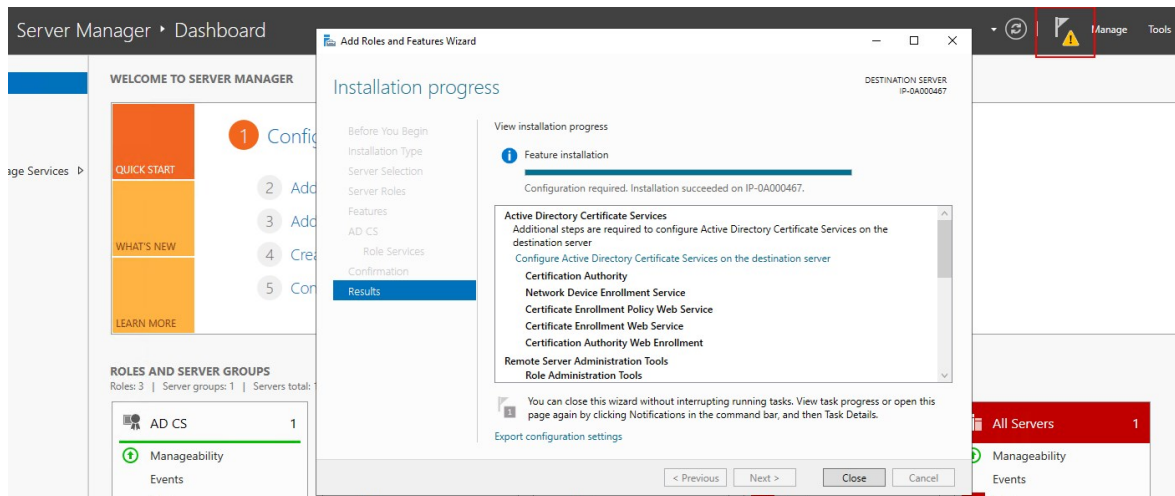 Server Manager • Dashboard
Manage
Tools
WELCOME TO SERVER MANAGER
QUICK START
WHAT'S NEW
LEARN MORE
1
2
3
4
5
Add Roles and Features Wizard
Installation progress
DESTINATION SERVER
IP-0A000467
Before You Begin
Installation Type
Server Selection
Server Roles
Features
AD CS
Role Services
Confirmation
Results
View installation progress
Feature installation
Configuration required. Installation succeeded on IP-0A000467.
Active Directory Certificate Services
Additional steps are required to configure Active Directory Certificate Services on the
destination server
Configure Active Directory Certificate Services on the destination server
Certification Authority
Network Device Enrollment Service
Certificate Enrollment Policy Web Service
Certificate Enrollment Web Service
Certification Authority Web Enrollment
Remote Server Administration Tools
Role Administration Tools
1
You can close this wizard without interrupting running tasks. View task progress or open this
page again by clicking Notifications in the command bar, and then Task Details.
Export configuration settings
< Previous
Next >
Close
Cancel
ROLES AND SERVER GROUPS
Roles: 3 | Server groups: 1 | Servers total:
AD CS 1
Manageability
Events
All Servers 1
Manageability
Events